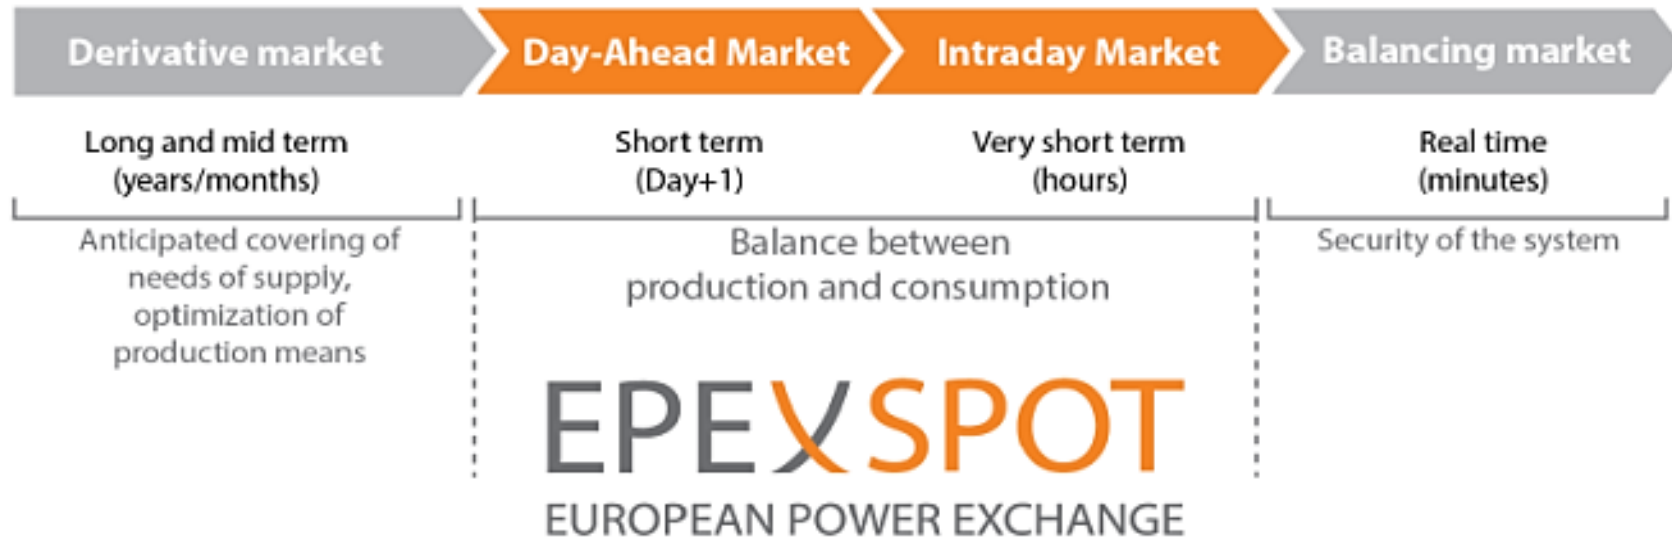 Derivative market
Day-Ahead Market
Intraday Market
Balancing market
Long and mid term
(years/months)
Short term
(Day+1)
Very short term
(hours)
Real time
(minutes)
Anticipated covering of
needs of supply,
optimization of
production means
Balance between
production and consumption
Security of the system
EPEXSPOT
EUROPEAN POWER EXCHANGE